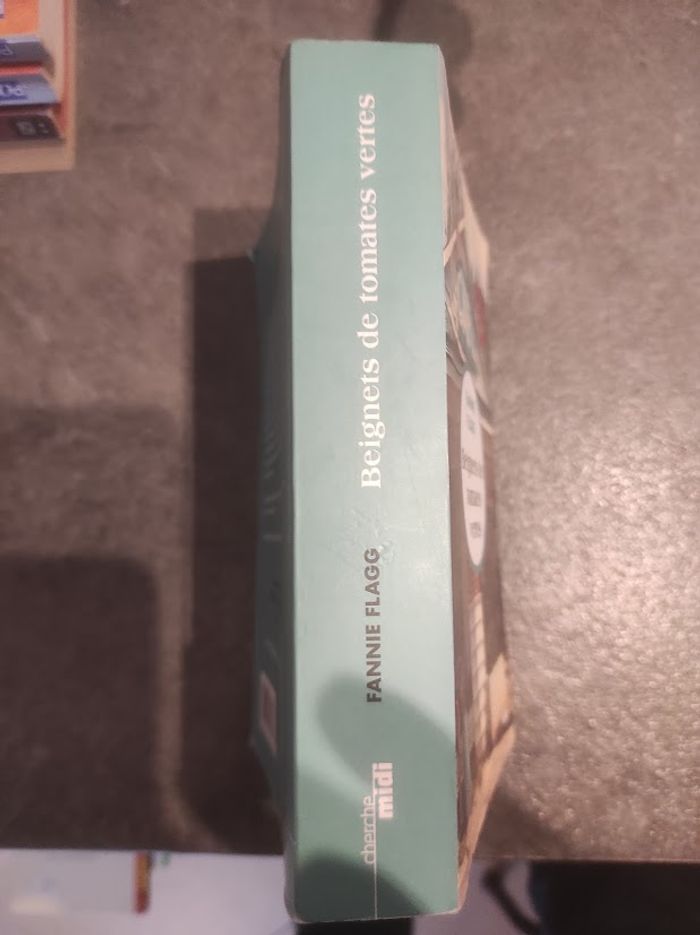 Beignets de tomates vertes
FANNIE FLAGG
cherche
midi